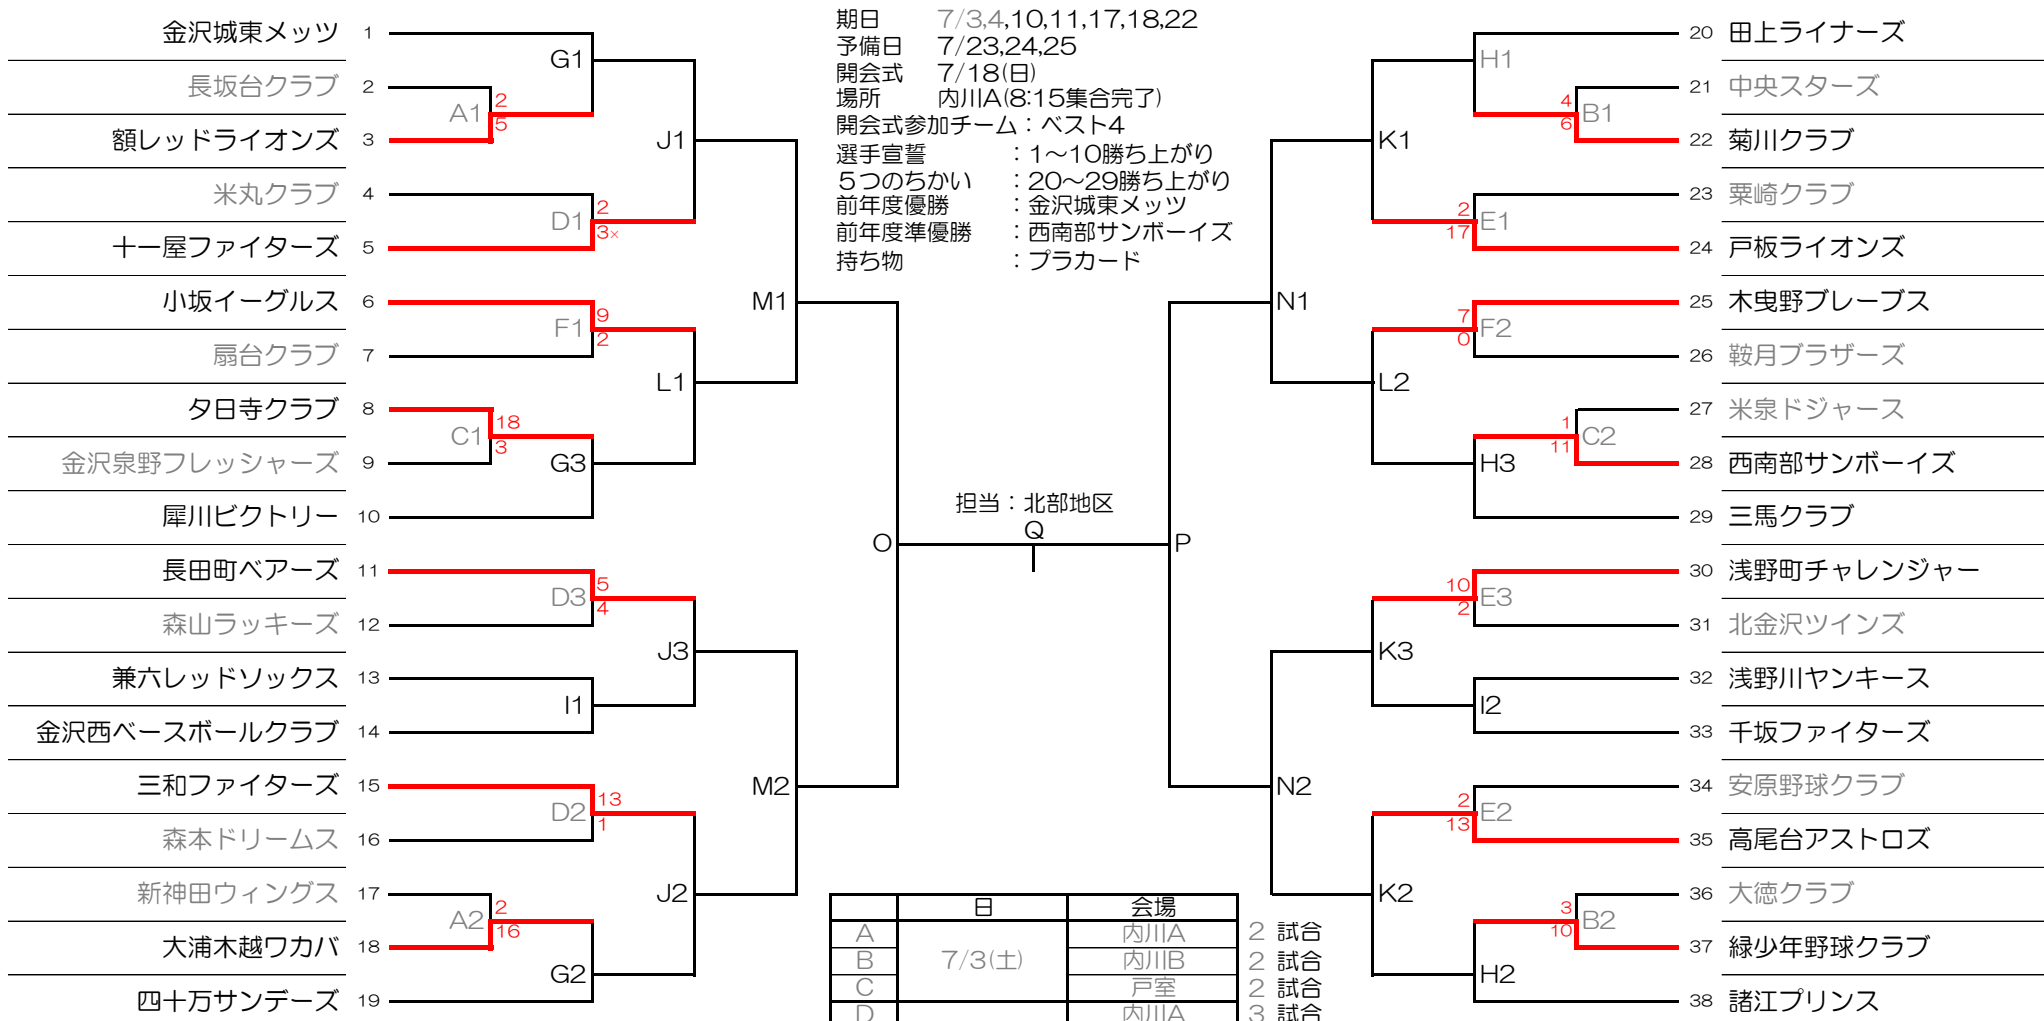 期日 7/3,4,10,11,17,18,22
予備日 7/23,24,25
開会式 7/18(日)
場所 内川A(8:15集合完了)
開会式参加チーム：ベスト4
選手宣誓 ：1～10勝ち上がり
5つのちかい ：20～29勝ち上がり
前年度優勝 ：金沢城東メッツ
前年度準優勝 ：西南部サンボーイズ
持ち物 ：プラカード
金沢城東メッツ 1
G1
長坂台クラブ 2
A1 2
5
額レッドライオンズ 3
J1
米丸クラブ 4
D1 2
3×
十一屋ファイターズ 5
小坂イーグルス 6
M1
F1 9
2
扇台クラブ 7
L1
夕日寺クラブ 8
C1 18
3
金沢泉野フレッシャーズ 9
G3
犀川ビクトリー 10
O
長田町ベアーズ 11
D3 5
4
森山ラッキーズ 12
J3
兼六レッドソックス 13
I1
金沢西ベースボールクラブ 14
三和ファイターズ 15
M2
D2 13
1
森本ドリームス 16
新神田ウィングス 17
J2
A2 2
16
大浦木越ワカバ 18
G2
四十万サンデーズ 19
担当：北部地区
Q
20 田上ライナーズ
H1
21 中央スターズ
4 B1
6
22 菊川クラブ
K1
23 粟崎クラブ
2 E1
17
24 戸板ライオンズ
25 木曳野ブレーブス
N1
7 F2
0
26 鞍月ブラザーズ
L2
27 米泉ドジャース
1 C2
11
28 西南部サンボーイズ
H3
29 三馬クラブ
P
30 浅野町チャレンジャー
10 E3
2
31 北金沢ツインズ
K3
32 浅野川ヤンキース
I2
33 千坂ファイターズ
34 安原野球クラブ
N2
2 E2
13
35 高尾台アストロズ
36 大徳クラブ
K2
3 B2
10
37 緑少年野球クラブ
H2
38 諸江プリンス
日 会場
A 7/3(土) 内川A 2 試合
B 内川B 2 試合
C 戸室 2 試合
D 内川A 3 試合